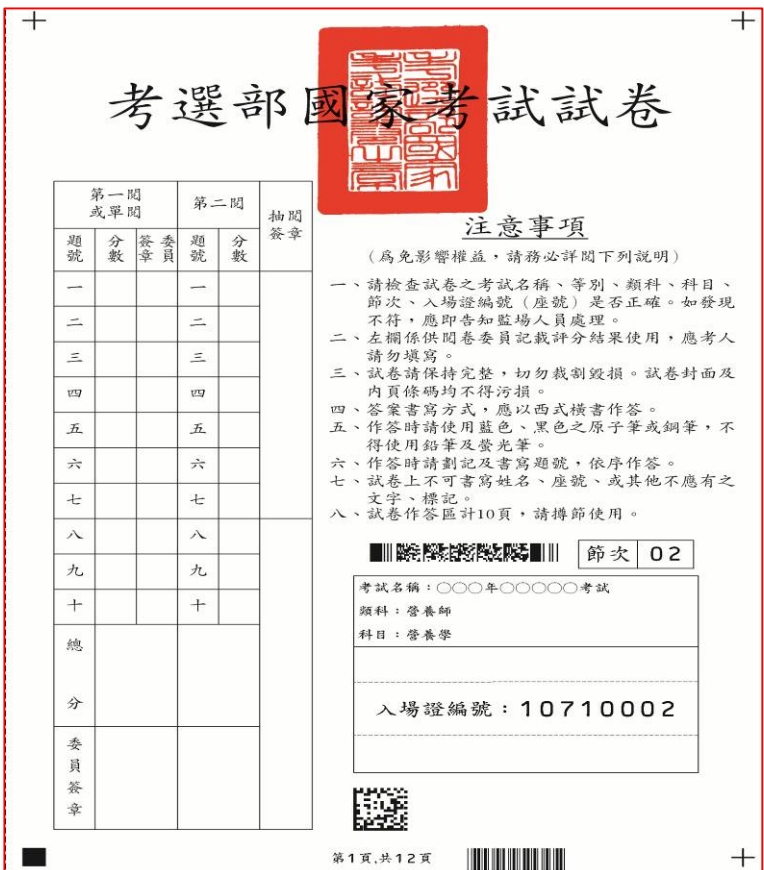 考選部國家考試試卷
第一閱
或單閱
第二閱
抽閱
簽章
題號
分數
委員
簽章
題號
分數
一
一
二
二
三
三
四
四
五
五
六
六
七
七
八
八
九
九
十
十
總分
委員簽章
注意事項
(為免影響權益，請務必詳閱下列說明)
一、請檢查試卷之考試名稱、等別、類科、科目、
節次、入場證編號（座號）是否正確。如發現
不符，應即告知監場人員處理。
二、左欄係供閱卷委員記載評分結果使用，應考人
請勿填寫。
三、試卷請保持完整，切勿裁割毀損。試卷封面及
內頁條碼均不得污損。
四、答案書寫方式，應以西式橫書作答。
五、作答時請使用藍色、黑色之原子筆或鋼筆，不
得使用鉛筆及螢光筆。
六、作答時請劃記及書寫題號，依序作答。
七、試卷上不可書寫姓名、座號、或其他不應有之
文字、標記。
八、試卷作答區計10頁，請撙節使用。
節次 02
考試名稱：○○○年○○○○○考試
類科：營養師
科目：營養學
入場證編號：10710002
第1頁,共12頁